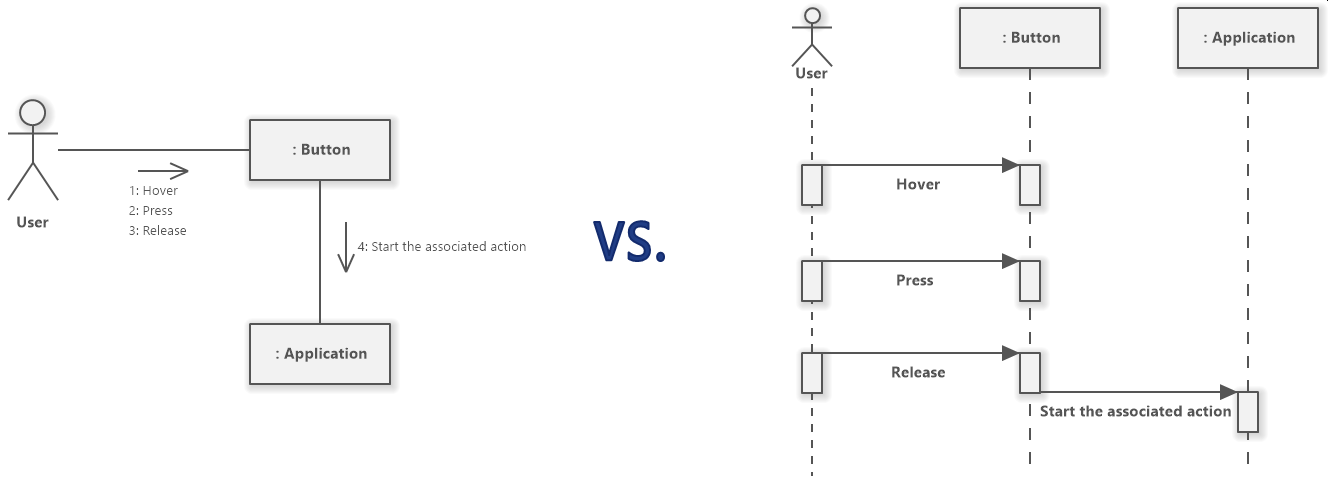 : Button
1: Hover
2: Press
3: Release
User
4: Start the associated action
: Application
VS.
User
: Button
: Application
Hover
Press
Release
Start the associated action